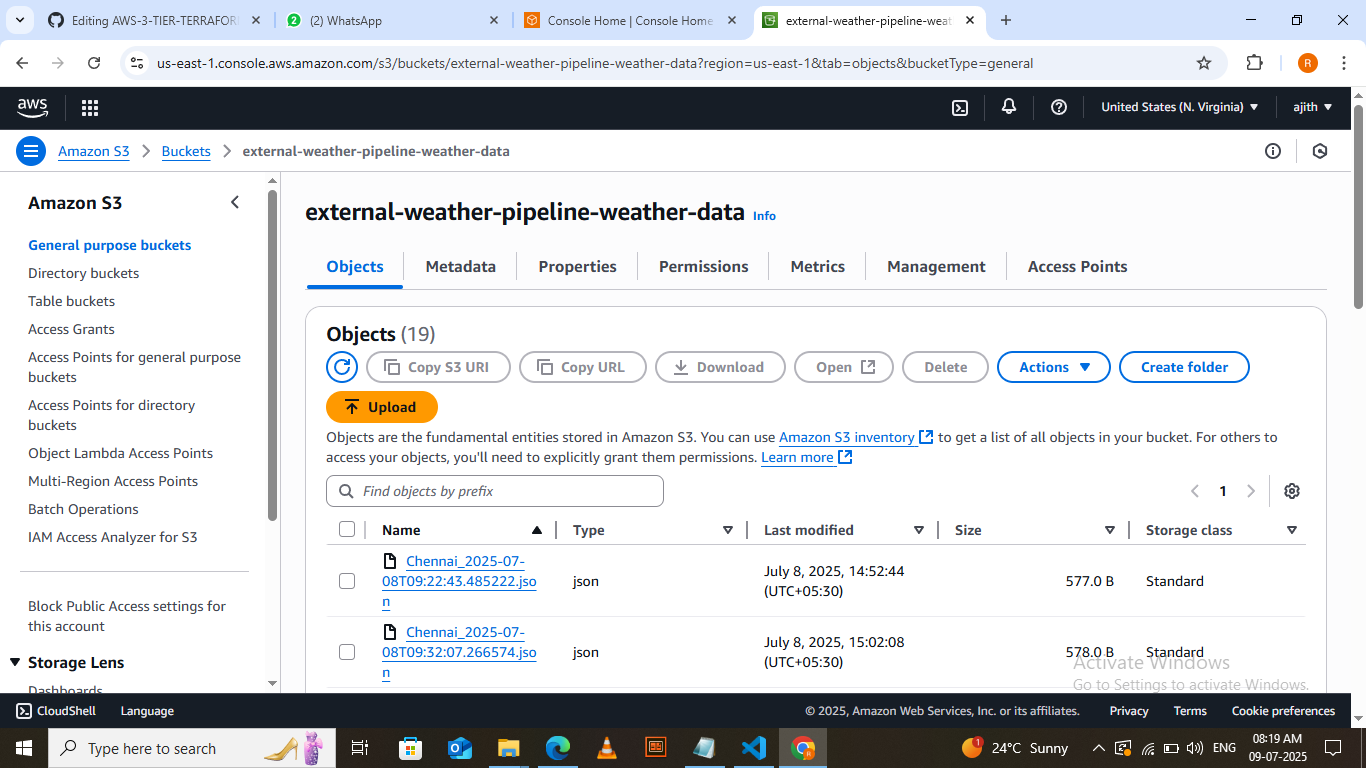 Editing AWS-3-TIER-TERRAFORM
(2) WhatsApp
Console Home | Console Home
external-weather-pipeline-weat
us-east-1.console.aws.amazon.com/s3/buckets/external-weather-pipeline-weather-data?region=us-east-1&tab=objects&bucketType=general
R
aws
United States (N. Virginia)
ajith
Amazon S3
Buckets
external-weather-pipeline-weather-data
Amazon S3
General purpose buckets
Directory buckets
Table buckets
Access Grants
Access Points for general purpose
buckets
Access Points for directory
buckets
Object Lambda Access Points
Multi-Region Access Points
Batch Operations
IAM Access Analyzer for S3
Block Public Access settings for
this account
Storage Lens
Dashboards
external-weather-pipeline-weather-data Info
Objects
Metadata
Properties
Permissions
Metrics
Management
Access Points
Objects (19)
Copy S3 URI
Copy URL
Download
Open
Delete
Actions
Create folder
Upload
Objects are the fundamental entities stored in Amazon S3. You can use Amazon S3 inventory to get a list of all objects in your bucket. For others to
access your objects, you'll need to explicitly grant them permissions. Learn more
Find objects by prefix
1
Name
Type
Last modified
Size
Storage class
Chennai_2025-07-
08T09:22:43.485222.jso
n
json
July 8, 2025, 14:52:44
(UTC+05:30)
577.0 B
Standard
Chennai_2025-07-
08T09:32:07.266574.jso
n
json
July 8, 2025, 15:02:08
(UTC+05:30)
578.0 B
Standard
Activate Windows
Go to Settings to activate Windows.
CloudShell
Language
© 2025, Amazon Web Services, Inc. or its affiliates.
Privacy
Terms
Cookie preferences
Type here to search
24°C Sunny
ENG
08:19 AM
09-07-2025